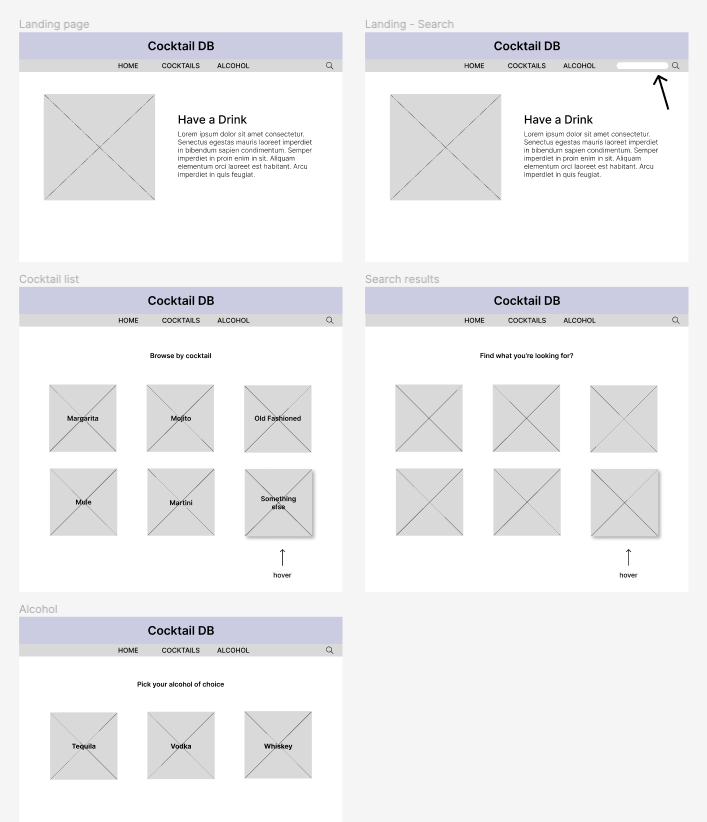 Landing page
Cocktail DB
HOME COCKTAILS ALCOHOL
Have a Drink
Lorem ipsum dolor sit amet consectetur.
Senectus egestas mauris laoreet imperdiet
in bibendum sapien condimentum. Semper
imperdiet in proin enim in sit. Aliquam
elementum orci laoreet est habitant. Arcu
imperdiet in quis feugiat.
Landing - Search
Cocktail DB
HOME COCKTAILS ALCOHOL
Have a Drink
Lorem ipsum dolor sit amet consectetur.
Senectus egestas mauris laoreet imperdiet
in bibendum sapien condimentum. Semper
imperdiet in proin enim in sit. Aliquam
elementum orci laoreet est habitant. Arcu
imperdiet in quis feugiat.
Cocktail list
Cocktail DB
HOME COCKTAILS ALCOHOL
Browse by cocktail
Margarita Mojito Old Fashioned
Mule Martini Something
else
hover
Search results
Cocktail DB
HOME COCKTAILS ALCOHOL
Find what you're looking for?
hover
Alcohol
Cocktail DB
HOME COCKTAILS ALCOHOL
Pick your alcohol of choice
Tequila Vodka Whiskey